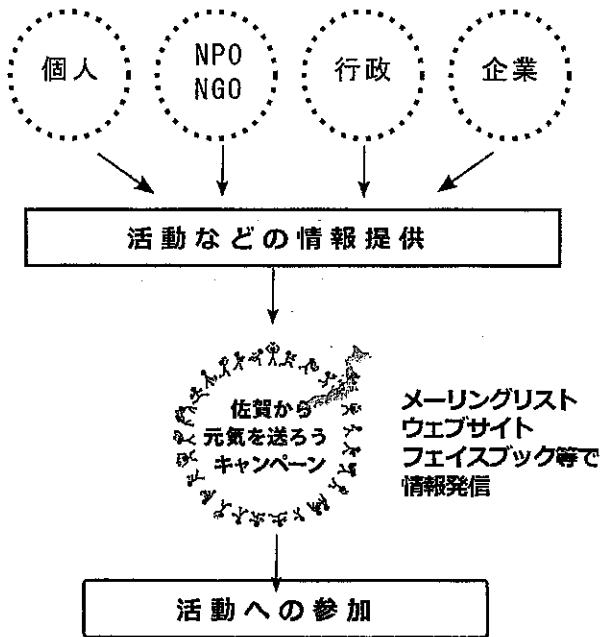 個人
NPO
NGO
行政
企業
活動などの情報提供
佐賀から
元気を送ろう
キャンペーン
メーリングリスト
ウェブサイト
フェイスブック等で
情報発信
活動への参加